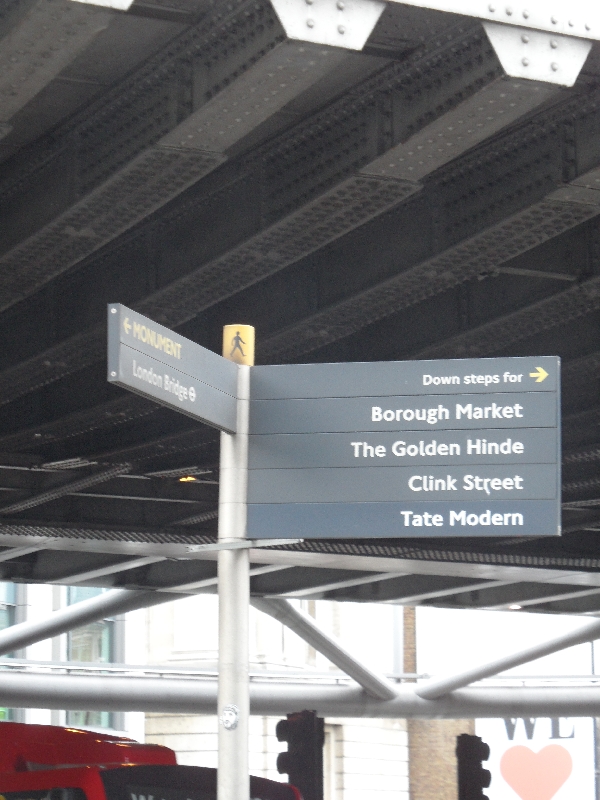 ← MONUMENT
London Bridge
Down steps for →
Borough Market
The Golden Hinde
Clink Street
Tate Modern
WE